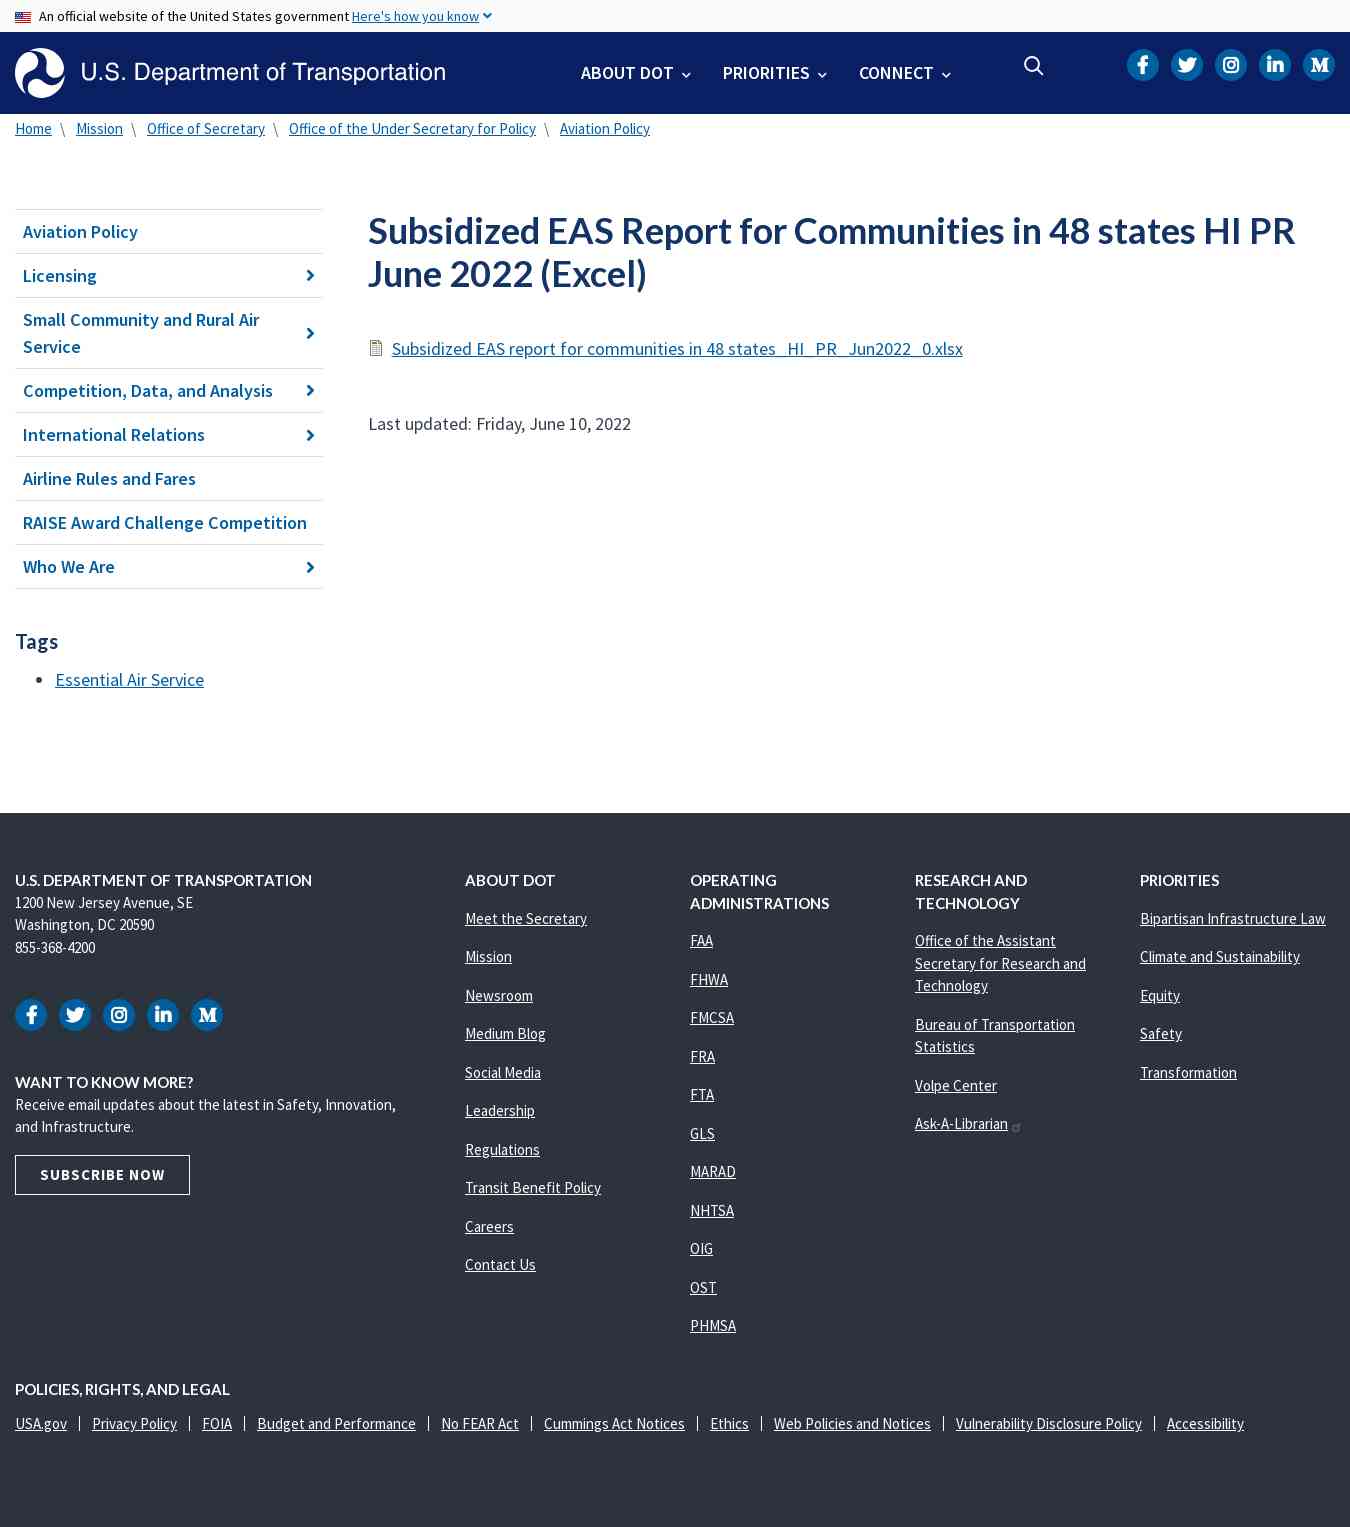 An official website of the United States government Here's how you know
U.S. Department of Transportation
ABOUT DOT
PRIORITIES
CONNECT
Home \ Mission \ Office of Secretary \ Office of the Under Secretary for Policy \ Aviation Policy
Aviation Policy
Licensing
Small Community and Rural Air
Service
Competition, Data, and Analysis
International Relations
Airline Rules and Fares
RAISE Award Challenge Competition
Who We Are
Tags
Essential Air Service
Subsidized EAS Report for Communities in 48 states HI PR
June 2022 (Excel)
Subsidized EAS report for communities in 48 states_HI_PR_Jun2022_0.xlsx
Last updated: Friday, June 10, 2022
U.S. DEPARTMENT OF TRANSPORTATION
1200 New Jersey Avenue, SE
Washington, DC 20590
855-368-4200
WANT TO KNOW MORE?
Receive email updates about the latest in Safety, Innovation,
and Infrastructure.
SUBSCRIBE NOW
ABOUT DOT
Meet the Secretary
Mission
Newsroom
Medium Blog
Social Media
Leadership
Regulations
Transit Benefit Policy
Careers
Contact Us
OPERATING
ADMINISTRATIONS
FAA
FHWA
FMCSA
FRA
FTA
GLS
MARAD
NHTSA
OIG
OST
PHMSA
RESEARCH AND
TECHNOLOGY
Office of the Assistant
Secretary for Research and
Technology
Bureau of Transportation
Statistics
Volpe Center
Ask-A-Librarian
PRIORITIES
Bipartisan Infrastructure Law
Climate and Sustainability
Equity
Safety
Transformation
POLICIES, RIGHTS, AND LEGAL
USA.gov | Privacy Policy | FOIA | Budget and Performance | No FEAR Act | Cummings Act Notices | Ethics | Web Policies and Notices | Vulnerability Disclosure Policy | Accessibility